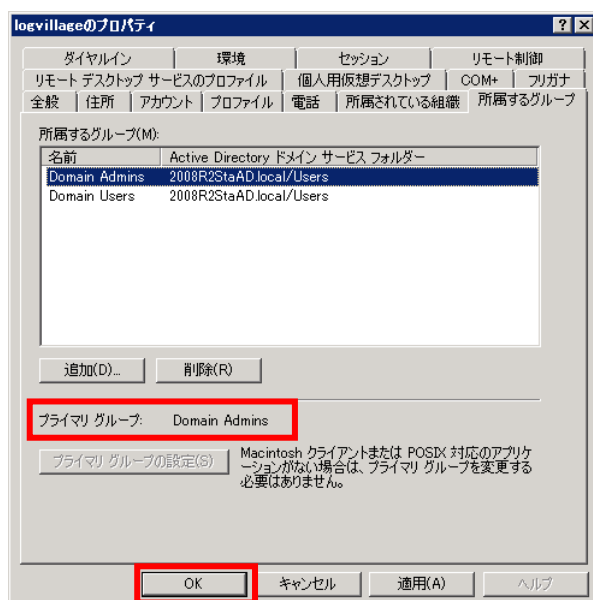 logvillageのプロパティ
ダイヤルイン 環境 セッション リモート制御
リモート デスクトップ サービスのプロファイル 個人用仮想デスクトップ COM+ フリガナ
全般 住所 アカウント プロファイル 電話 所属されている組織 所属するグループ
所属するグループ(M):
名前 Active Directory ドメイン サービス フォルダー
Domain Admins 2008R2StaAD.local/Users
Domain Users 2008R2StaAD.local/Users
追加(D)... 削除(R)
プライマリ グループ: Domain Admins
プライマリ グループの設定(S)
Macintosh クライアントまたは POSIX 対応のアプリケ
ーションがない場合は、プライマリ グループを変更する
必要はありません。
OK キャンセル 適用(A) ヘルプ